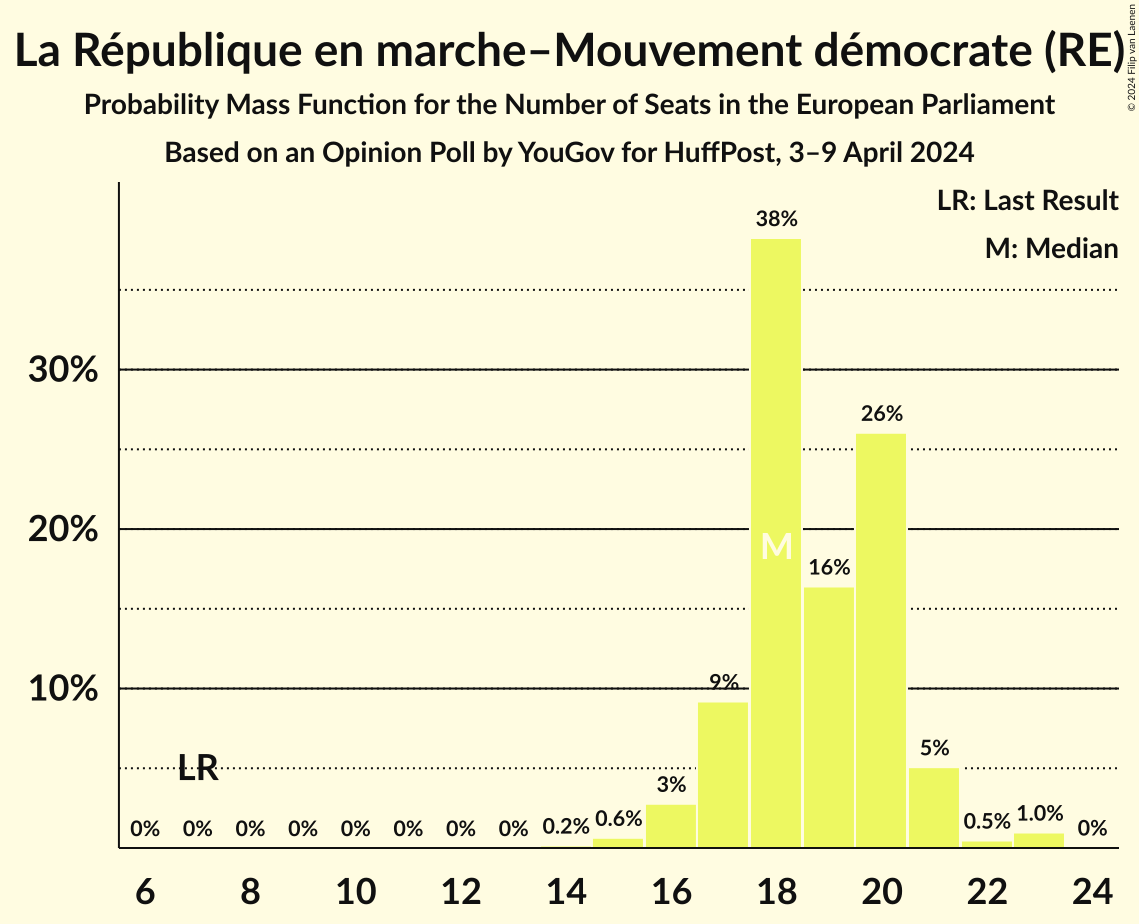 La République en marche–Mouvement démocrate (RE)
Probability Mass Function for the Number of Seats in the European Parliament
Based on an Opinion Poll by YouGov for HuffPost, 3–9 April 2024
© 2024 Filip van Laenen
LR: Last Result
M: Median
38%
30%
26%
20%
M
16%
10%
9%
LR
5%
3%
0% 0% 0% 0% 0% 0% 0% 0% 0.2% 0.6% 0.5% 1.0% 0%
6 8 10 12 14 16 18 20 22 24